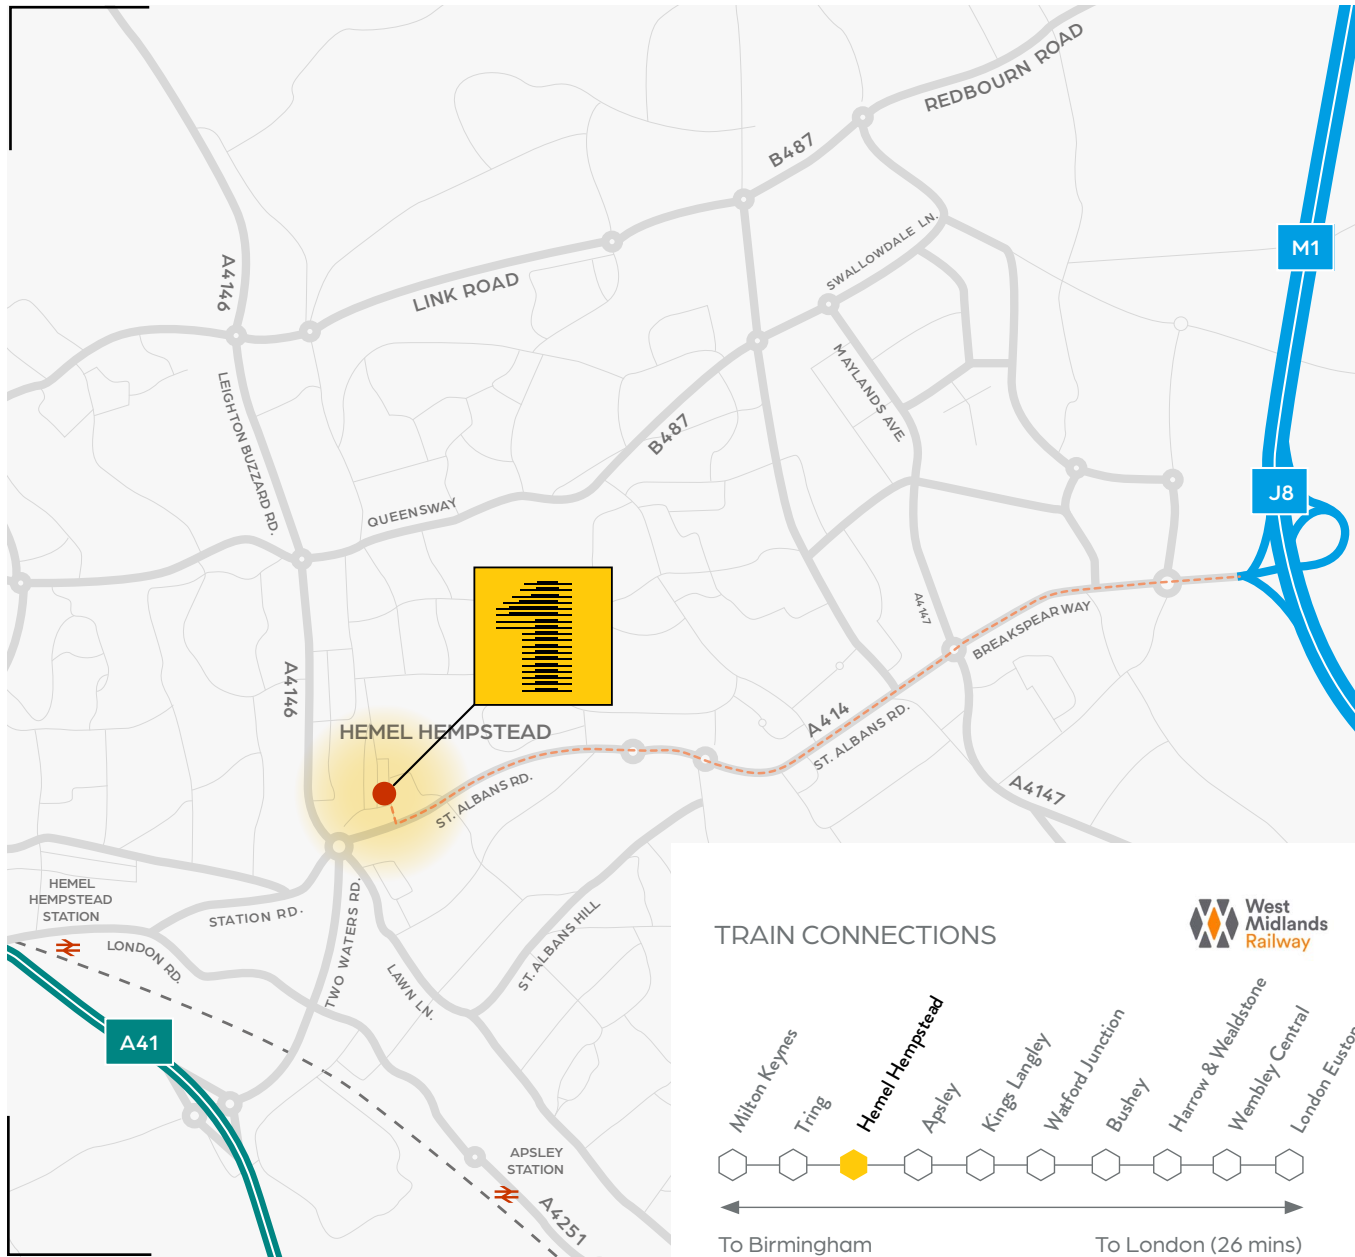 REDBOURN ROAD
B487
M1
SWALLOWDALE LN.
A4146
LINK ROAD
MAYLANDS AVE
LEIGHTON BUZZARD RD.
B487
J8
QUEENSWAY
A4147
BREAKSPEAR WAY
A4146
HEMEL HEMPSTEAD
A414
ST. ALBANS RD.
ST. ALBANS RD.
A4147
HEMEL
HEMPSTEAD
STATION
STATION RD.
TWO WATERS RD.
LONDON RD.
LAWN LN.
ST. ALBANS HILL
A41
APSLEY
STATION
A4251
TRAIN CONNECTIONS
West
Midlands
Railway
Milton Keynes
Tring
Hemel Hempstead
Apsley
Kings Langley
Watford Junction
Bushey
Harrow & Wealdstone
Wembley Central
London Euston
To Birmingham
To London (26 mins)